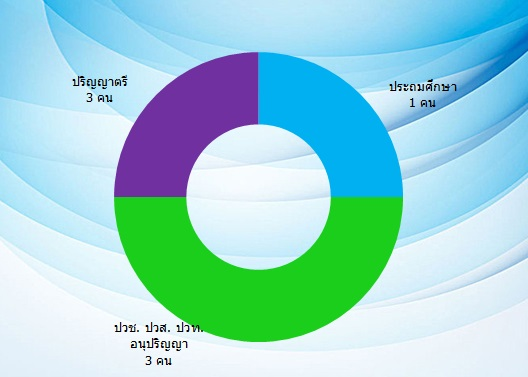 ปริญญาตรี
3 คน
ประถมศึกษา
1 คน
ปวช. ปวส. ปวท.
อนุปริญญา
3 คน